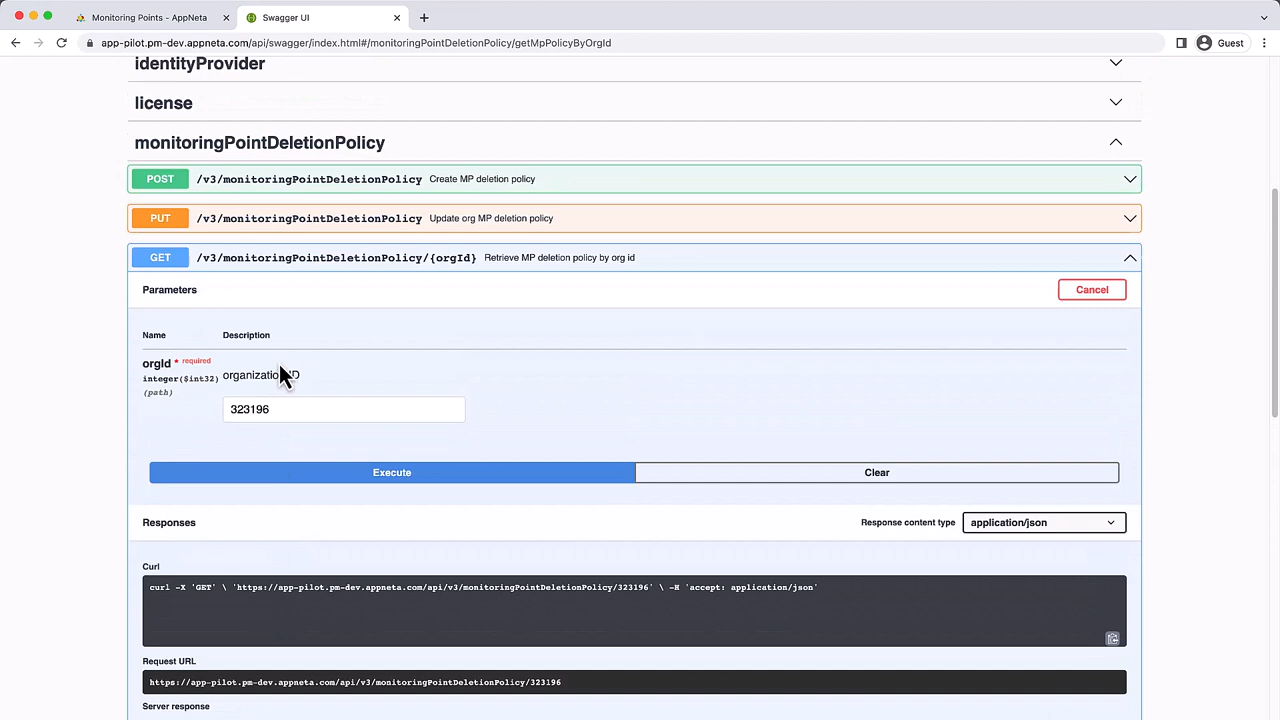 Monitoring Points - AppNeta
Swagger UI
app-pilot.pm-dev.appneta.com/api/swagger/index.html#/monitoringPointDeletionPolicy/getMpPolicyByOrgId
Guest
identityProvider
license
monitoringPointDeletionPolicy
POST /v3/monitoringPointDeletionPolicy Create MP deletion policy
PUT /v3/monitoringPointDeletionPolicy Update org MP deletion policy
GET /v3/monitoringPointDeletionPolicy/{orgId} Retrieve MP deletion policy by org id
Parameters Cancel
Name Description
orgId * required
integer($int32)
(path)
323196
Execute Clear
Responses Response content type application/json
Curl
curl -X 'GET' \ 'https://app-pilot.pm-dev.appneta.com/api/v3/monitoringPointDeletionPolicy/323196' \ -H 'accept: application/json'
Request URL
https://app-pilot.pm-dev.appneta.com/api/v3/monitoringPointDeletionPolicy/323196
Server response